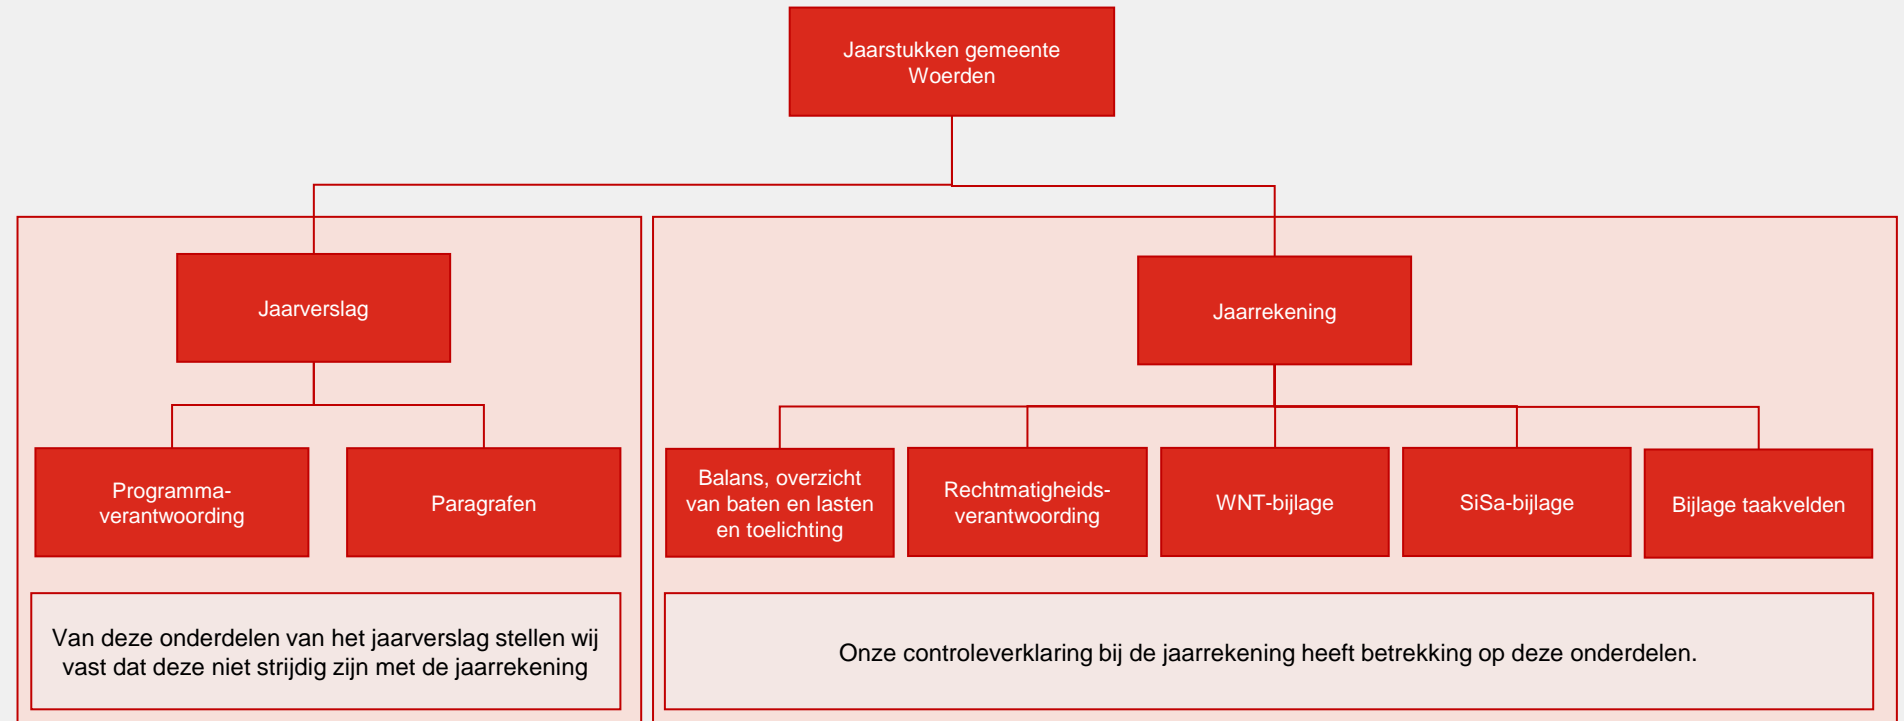 Jaarstukken gemeente
Woerden
Jaarverslag
Jaarrekening
Programma-
verantwoording
Paragrafen
Balans, overzicht
van baten en lasten
en toelichting
Rechtmatigheids-
verantwoording
WNT-bijlage
SiSa-bijlage
Bijlage taakvelden
Van deze onderdelen van het jaarverslag stellen wij
vast dat deze niet strijdig zijn met de jaarrekening
Onze controleverklaring bij de jaarrekening heeft betrekking op deze onderdelen.